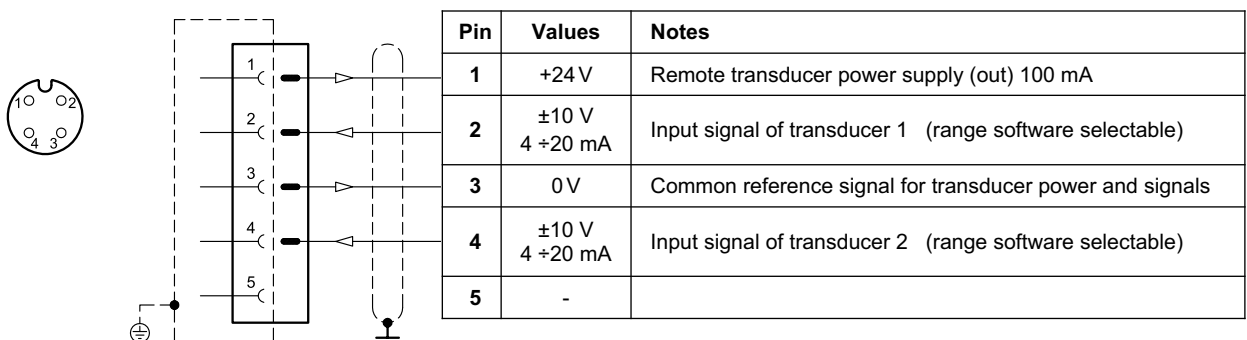 1 2
4 3
1
2
3
4
5
Pin Values Notes
1 +24 V Remote transducer power supply (out) 100 mA
2 ±10 V
4 ÷20 mA Input signal of transducer 1 (range software selectable)
3 0 V Common reference signal for transducer power and signals
4 ±10 V
4 ÷20 mA Input signal of transducer 2 (range software selectable)
5 -